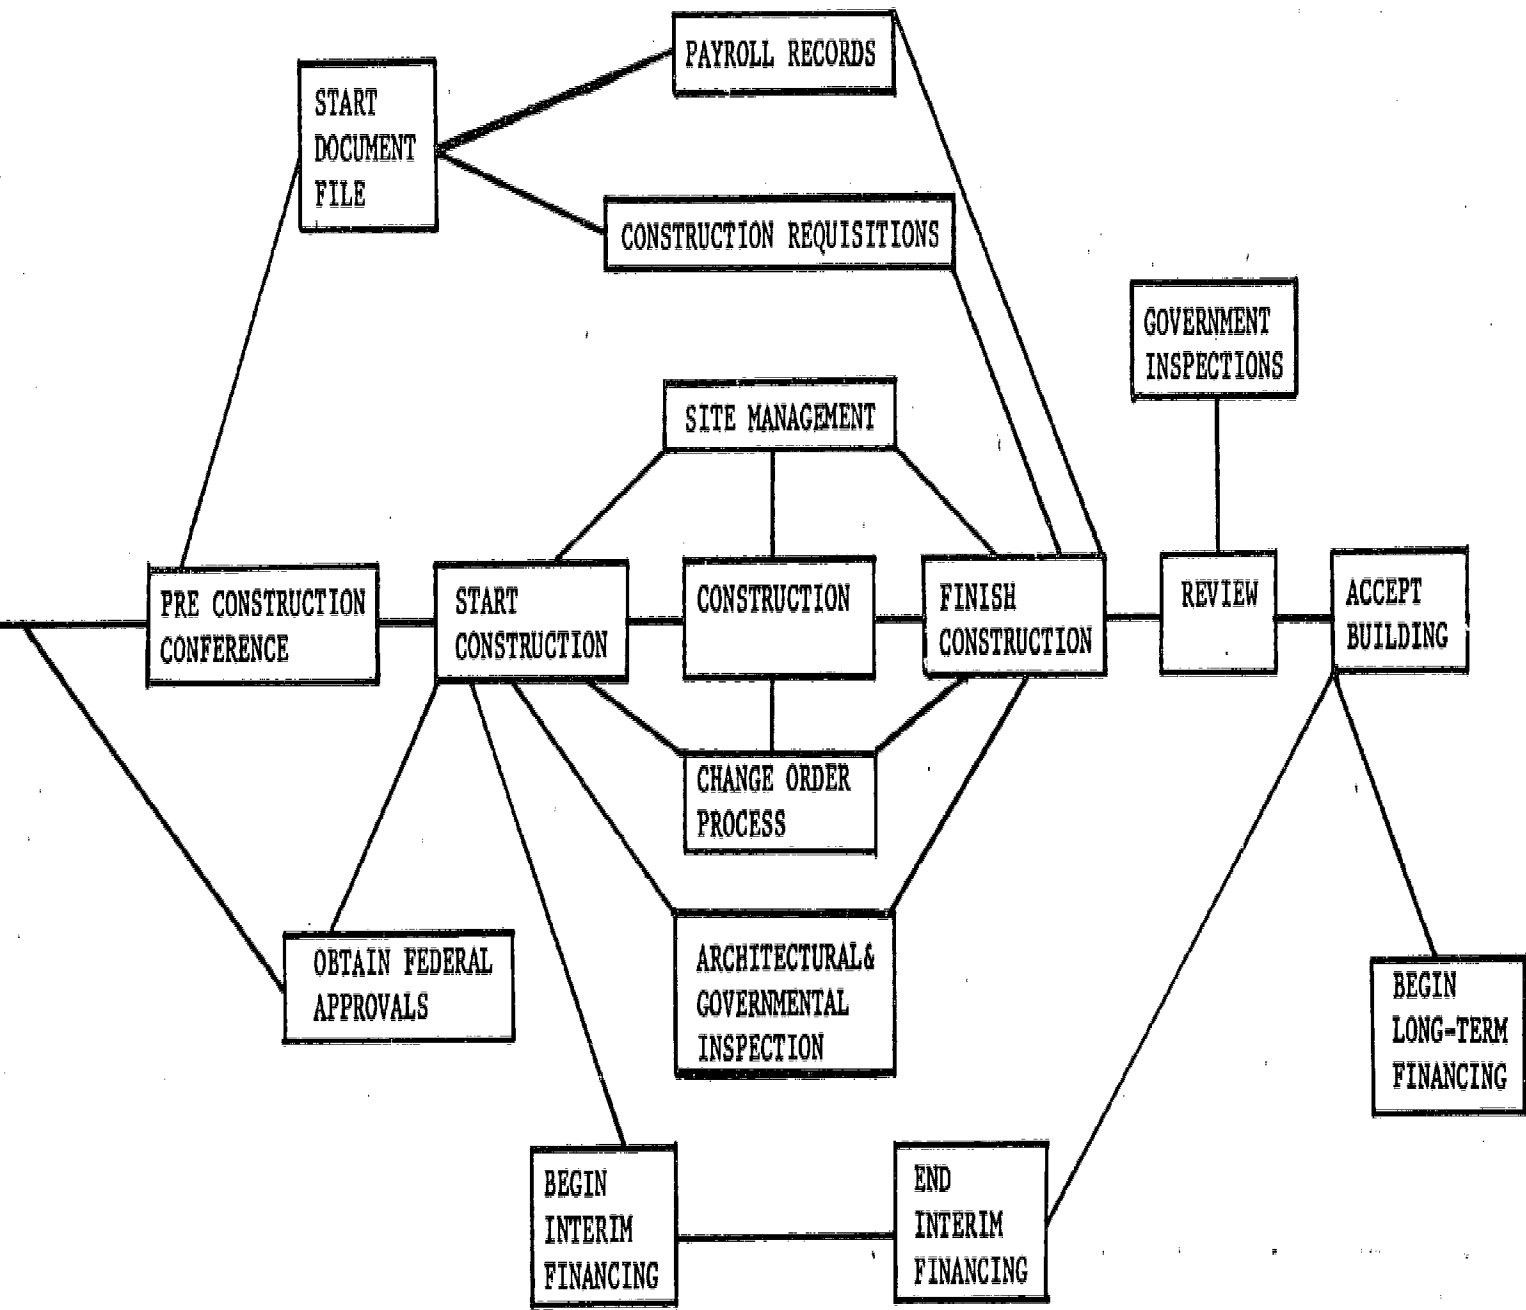 PAYROLL RECORDS
START
DOCUMENT
FILE
CONSTRUCTION REQUISITIONS
GOVERNMENT
INSPECTIONS
SITE MANAGEMENT
PRE CONSTRUCTION
CONFERENCE
START
CONSTRUCTION
CONSTRUCTION
FINISH
CONSTRUCTION
REVIEW
ACCEPT
BUILDING
CHANGE ORDER
PROCESS
OBTAIN FEDERAL
APPROVALS
ARCHITECTURAL&
GOVERNMENTAL
INSPECTION
BEGIN
LONG-TERM
FINANCING
BEGIN
INTERIM
FINANCING
END
INTERIM
FINANCING